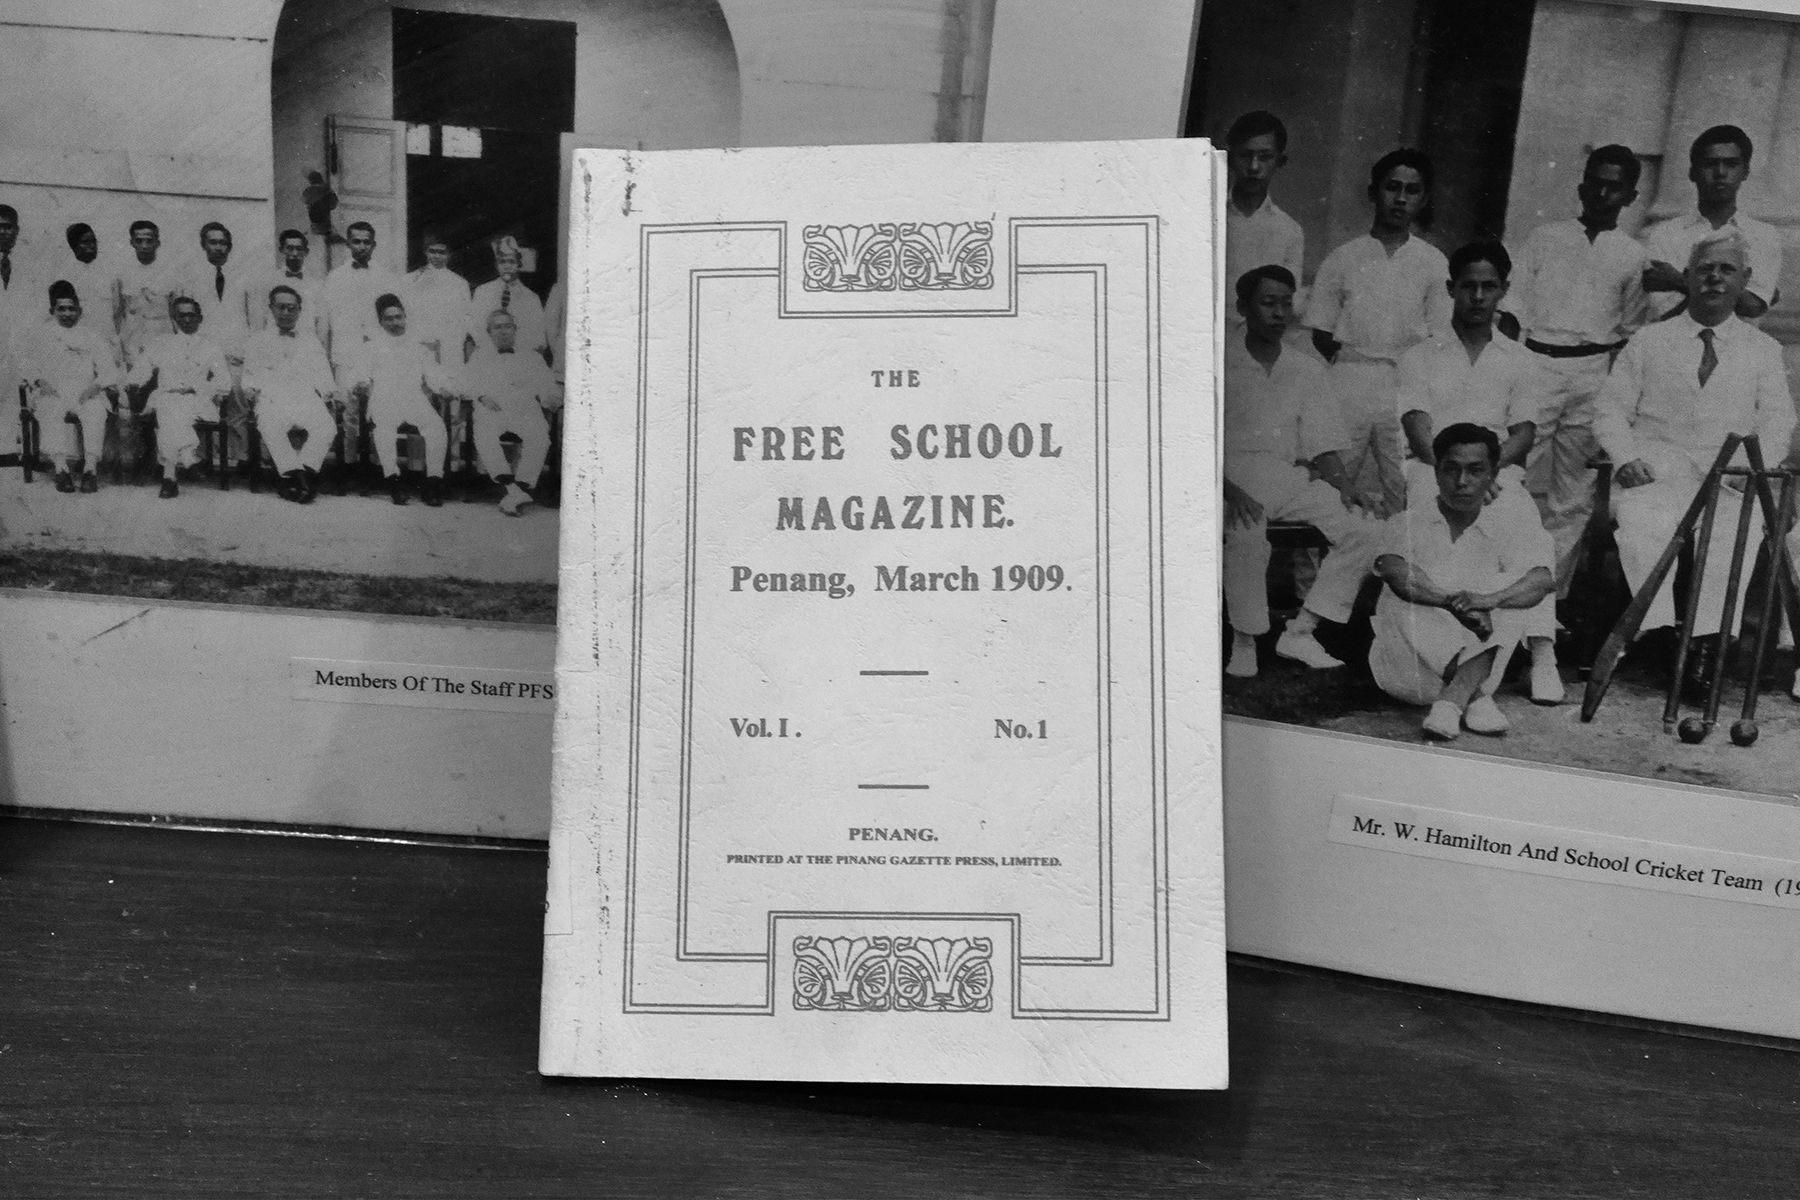 THE
FREE SCHOOL
MAGAZINE.
Penang, March 1909.
Vol. I . No. 1
PENANG.
PRINTED AT THE PINANG GAZETTE PRESS, LIMITED.
Members Of The Staff PFS
Mr. W. Hamilton And School Cricket Team (19